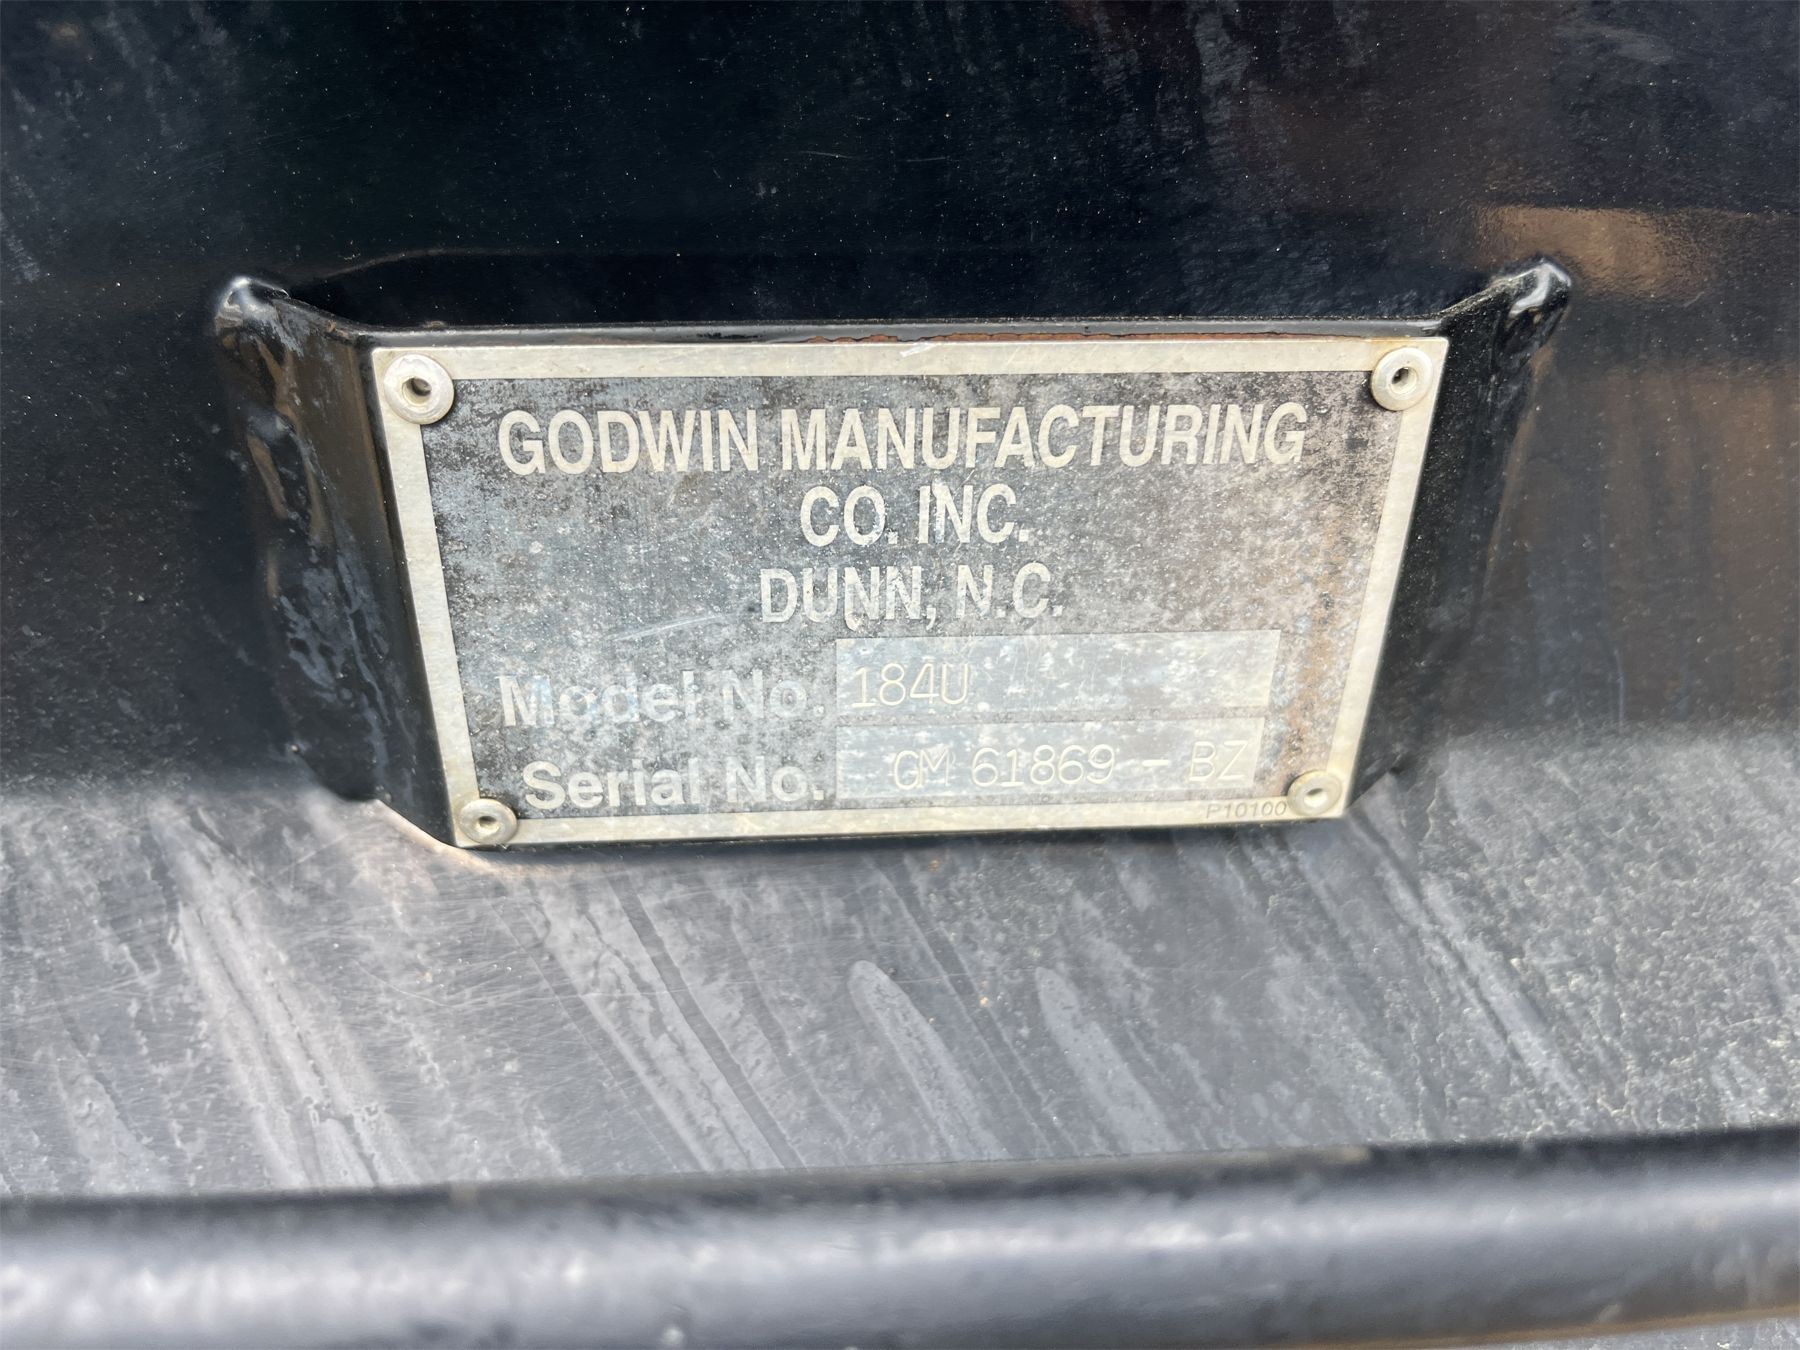 GODWIN MANUFACTURING
CO. INC.
DUNN, N.C.
Model No. 184U
Serial No. GM 61869 - BZ
P10100